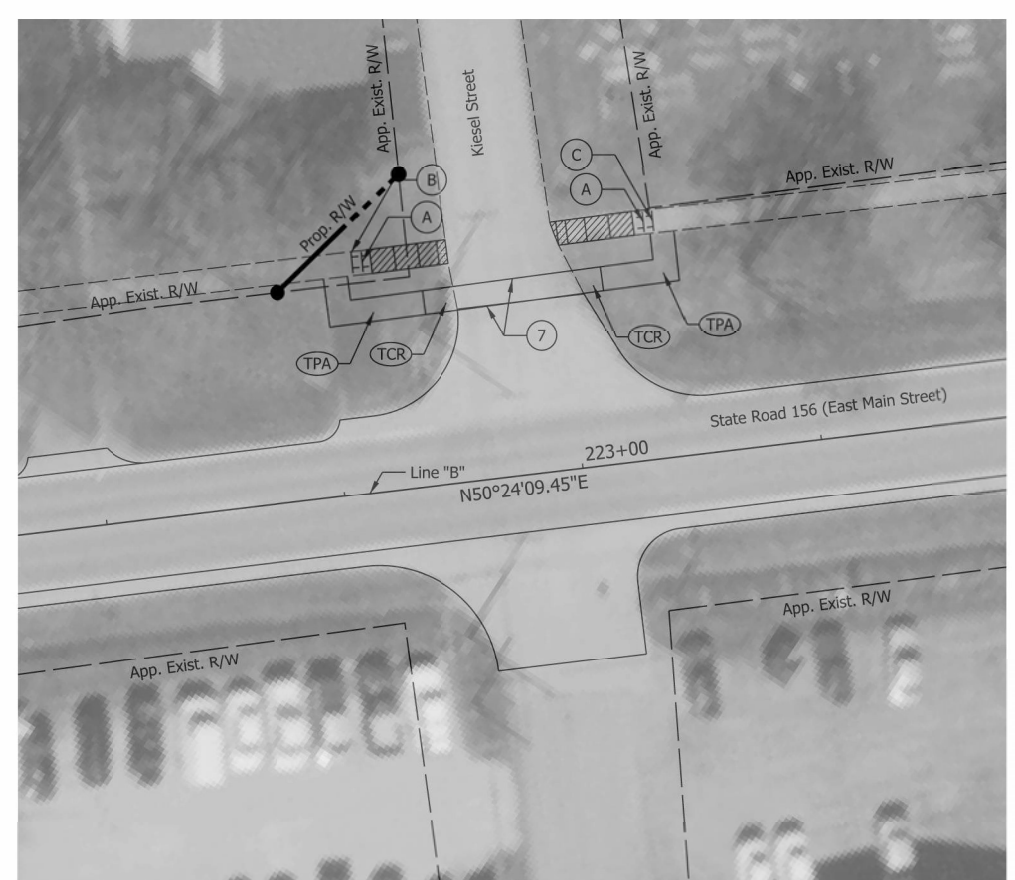 App. Exist. R/W
Kiesel Street
App. Exist. R/W
C
App. Exist. R/W
B
A
Prop. R/W
A
App. Exist. R/W
7
TCR
TPA
TPA
TCR
State Road 156 (East Main Street)
223+00
Line "B"
N50°24'09.45"E
App. Exist. R/W
App. Exist. R/W